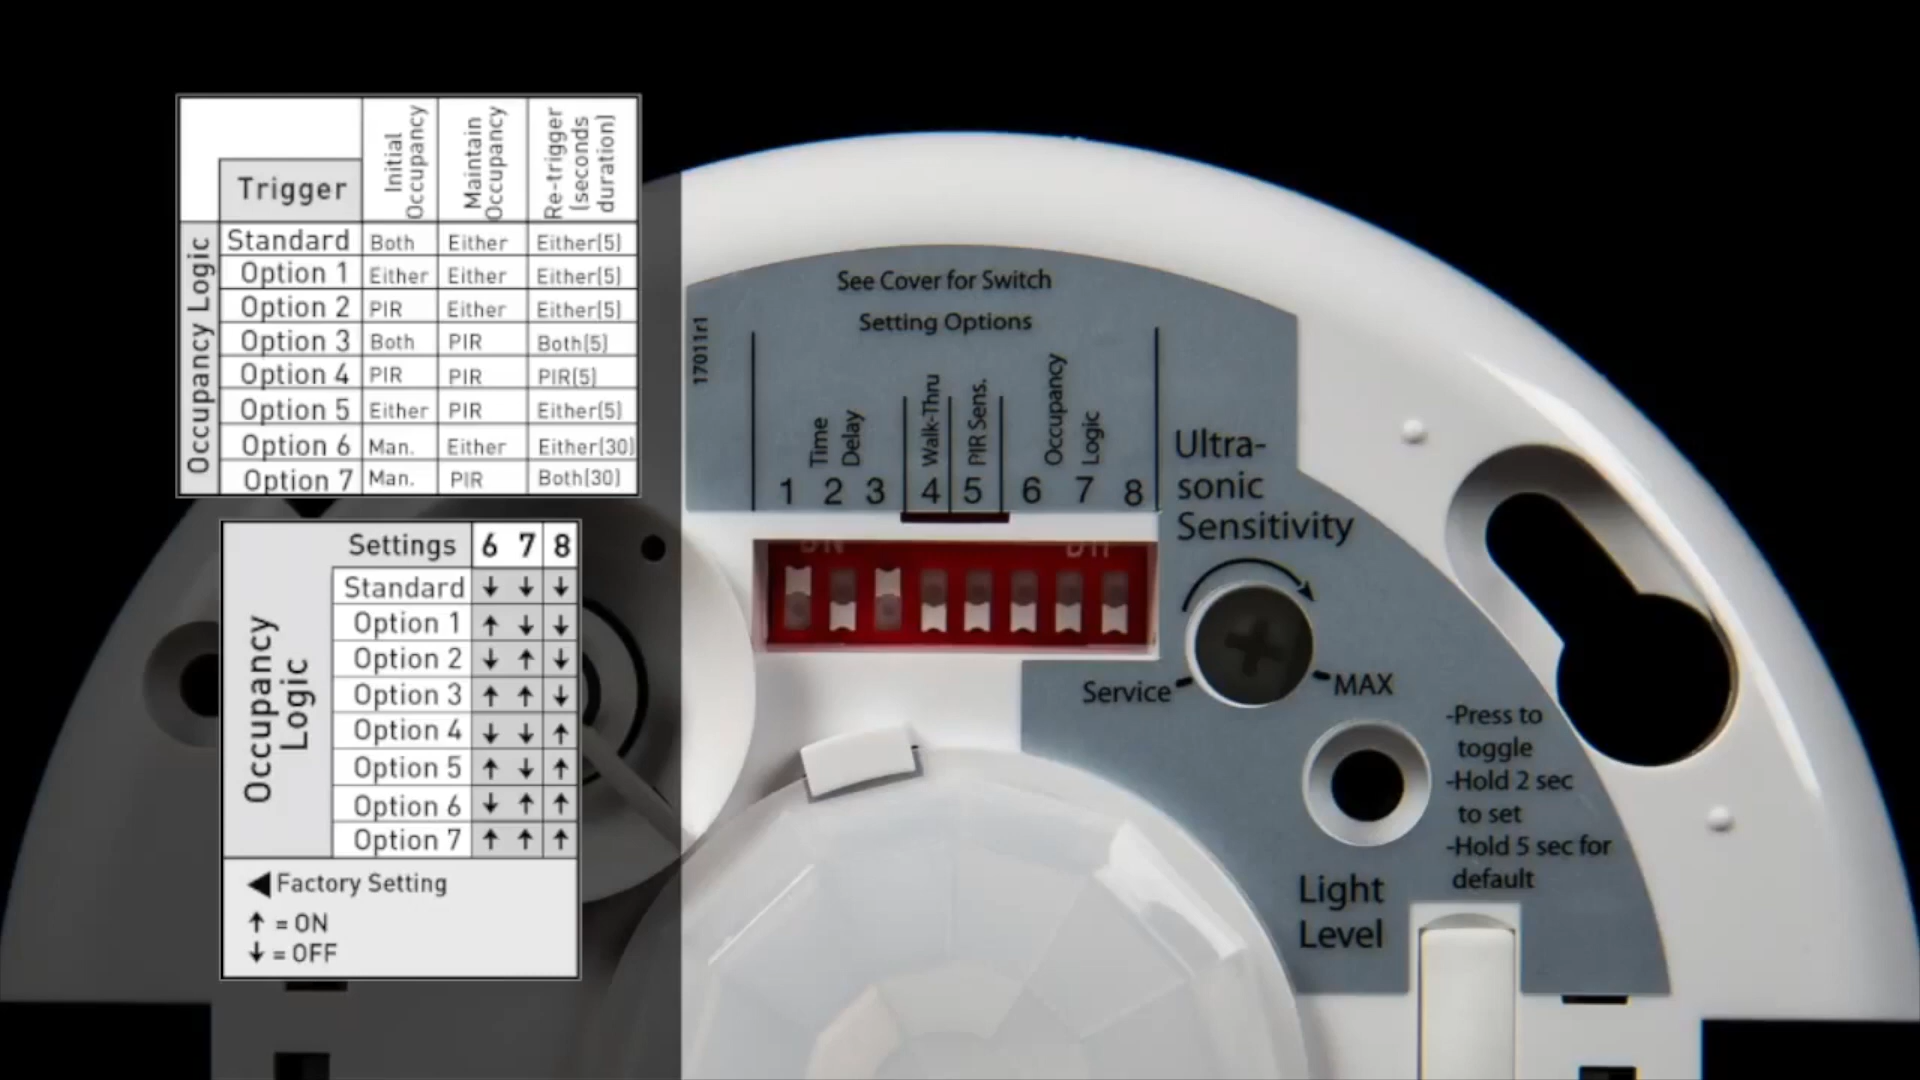 Initial Occupancy
Maintain Occupancy
Re-trigger (seconds duration)
Trigger
Occupancy Logic
Standard Both Either Either(5)
Option 1 Either Either Either(5)
Option 2 PIR Either Either(5)
Option 3 Both PIR Both(5)
Option 4 PIR PIR PIR(5)
Option 5 Either PIR Either(5)
Option 6 Man. Either Either(30)
Option 7 Man. PIR Both(30)
Settings 6 7 8
Occupancy Logic
Standard ↓ ↓ ↓
Option 1 ↑ ↓ ↓
Option 2 ↓ ↑ ↓
Option 3 ↑ ↑ ↓
Option 4 ↓ ↓ ↑
Option 5 ↑ ↓ ↑
Option 6 ↓ ↑ ↑
Option 7 ↑ ↑ ↑
◀ Factory Setting
↑ = ON
↓ = OFF
See Cover for Switch
Setting Options
17011r1
Time
Delay
Walk-Thru
PIR Sens.
Occupancy
Logic
1 2 3 4 5 6 7 8
Ultra-
sonic
Sensitivity
Service
MAX
-Press to
toggle
-Hold 2 sec
to set
-Hold 5 sec for
default
Light
Level